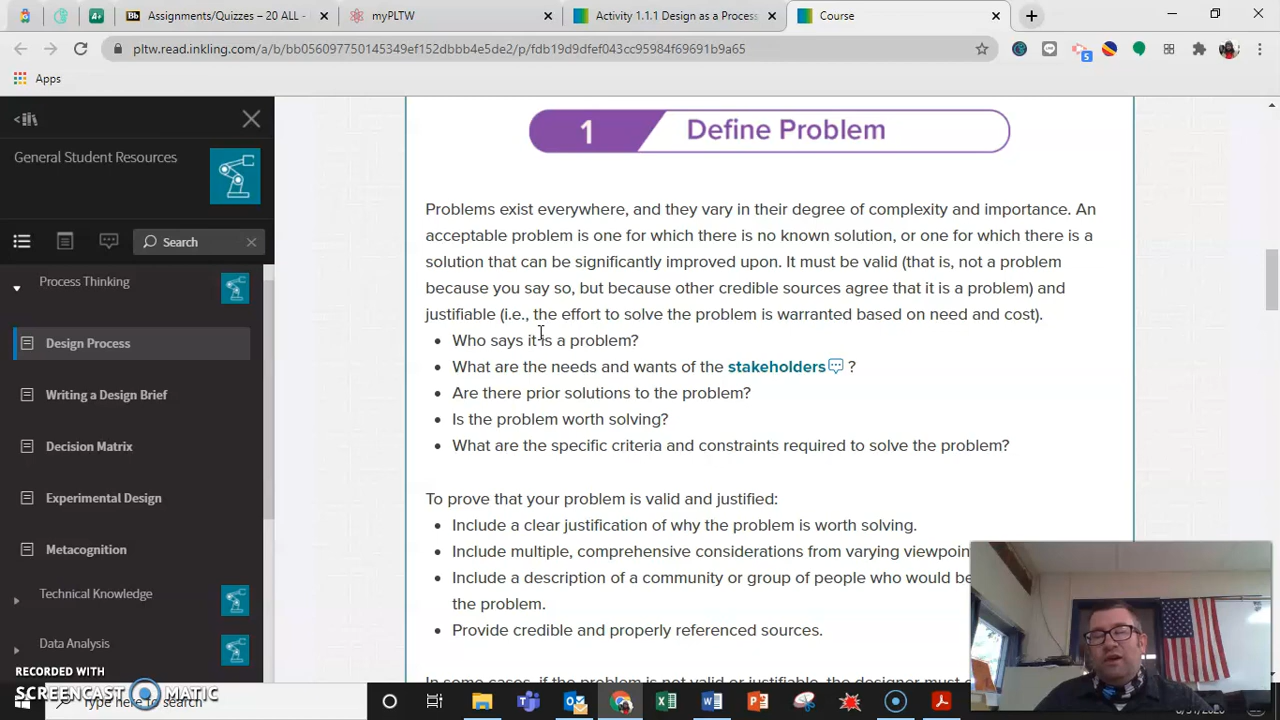 Bb Assignments/Quizzes – 20 ALL -
myPLTW
Activity 1.1.1 Design as a Process
Course
pltw.read.inkling.com/a/b/bb056097750145349ef152dbbb4e5de2/p/fdb19d9dfef043cc95984f69691b9a65
5
Apps
General Student Resources
Search
Process Thinking
Design Process
Writing a Design Brief
Decision Matrix
Experimental Design
Metacognition
Technical Knowledge
Data Analysis
1 Define Problem
Problems exist everywhere, and they vary in their degree of complexity and importance. An
acceptable problem is one for which there is no known solution, or one for which there is a
solution that can be significantly improved upon. It must be valid (that is, not a problem
because you say so, but because other credible sources agree that it is a problem) and
justifiable (i.e., the effort to solve the problem is warranted based on need and cost).
• Who says it is a problem?
• What are the needs and wants of the stakeholders ?
• Are there prior solutions to the problem?
• Is the problem worth solving?
• What are the specific criteria and constraints required to solve the problem?
To prove that your problem is valid and justified:
• Include a clear justification of why the problem is worth solving.
• Include multiple, comprehensive considerations from varying viewpoin
• Include a description of a community or group of people who would be
the problem.
• Provide credible and properly referenced sources.
RECORDED WITH
SCREENCAST MATIC
Type here to search